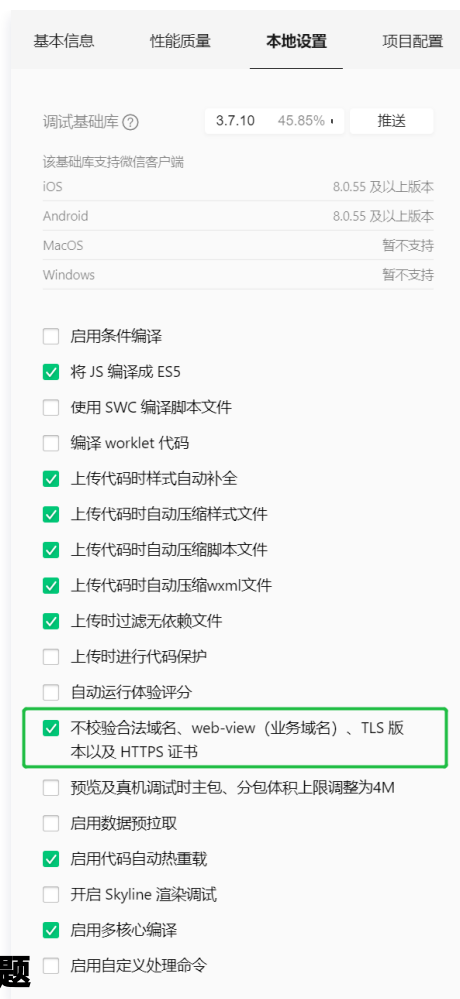 基本信息 性能质量 本地设置 项目配置
调试基础库 ? 3.7.10 45.85% 推送
该基础库支持微信客户端
iOS 8.0.55 及以上版本
Android 8.0.55 及以上版本
MacOS 暂不支持
Windows 暂不支持
启用条件编译
将 JS 编译成 ES5
使用 SWC 编译脚本文件
编译 worklet 代码
上传代码时样式自动补全
上传代码时自动压缩样式文件
上传代码时自动压缩脚本文件
上传代码时自动压缩wxml文件
上传时过滤无依赖文件
上传时进行代码保护
自动运行体验评分
不校验合法域名、web-view（业务域名）、TLS 版
本以及 HTTPS 证书
预览及真机调试时主包、分包体积上限调整为4M
启用数据预拉取
启用代码自动热重载
开启 Skyline 渲染调试
启用多核心编译
题 启用自定义处理命令